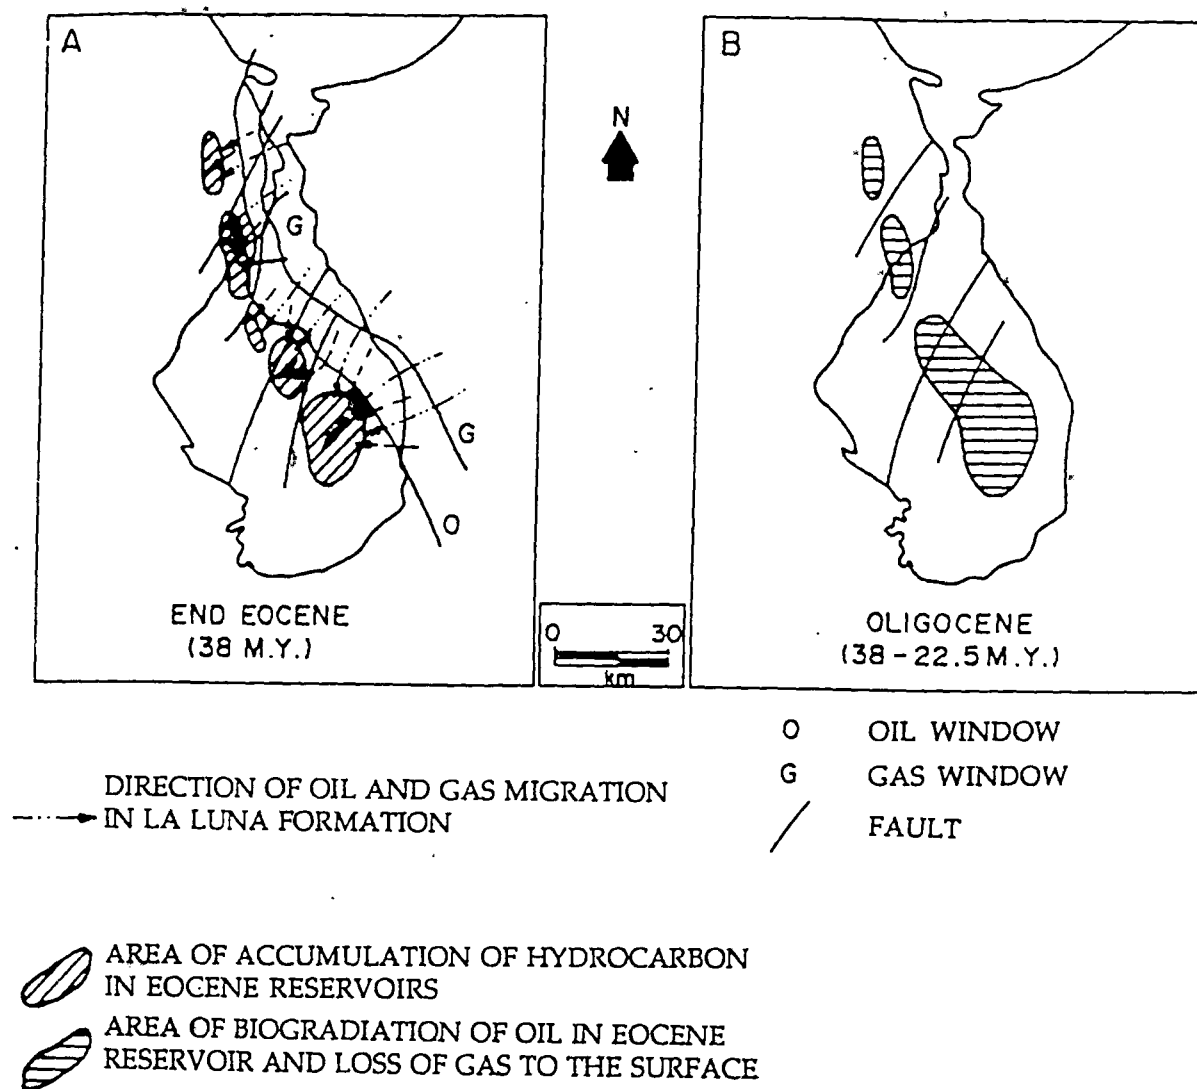 A
B
N
G
G
O
END EOCENE
(38 M.Y.)
0 30
km
OLIGOCENE
(38-22.5 M.Y.)
O OIL WINDOW
G GAS WINDOW
FAULT
DIRECTION OF OIL AND GAS MIGRATION
IN LA LUNA FORMATION
AREA OF ACCUMULATION OF HYDROCARBON
IN EOCENE RESERVOIRS
AREA OF BIOGRADIATION OF OIL IN EOCENE
RESERVOIR AND LOSS OF GAS TO THE SURFACE